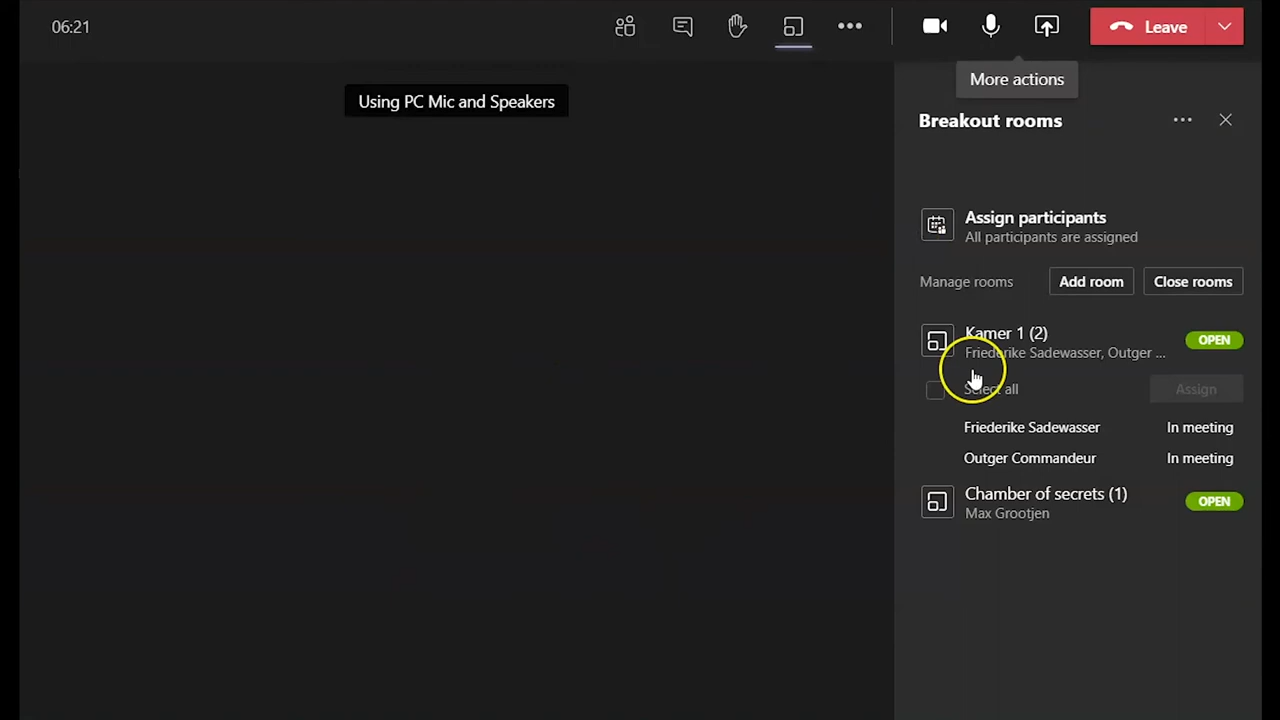 06:21
Leave
More actions
Using PC Mic and Speakers
Breakout rooms
Assign participants
All participants are assigned
Manage rooms
Add room
Close rooms
Kamer 1 (2)
OPEN
Friederike Sadewasser, Outger ...
Select all
Assign
Friederike Sadewasser
In meeting
Outger Commandeur
In meeting
Chamber of secrets (1)
OPEN
Max Grootjen